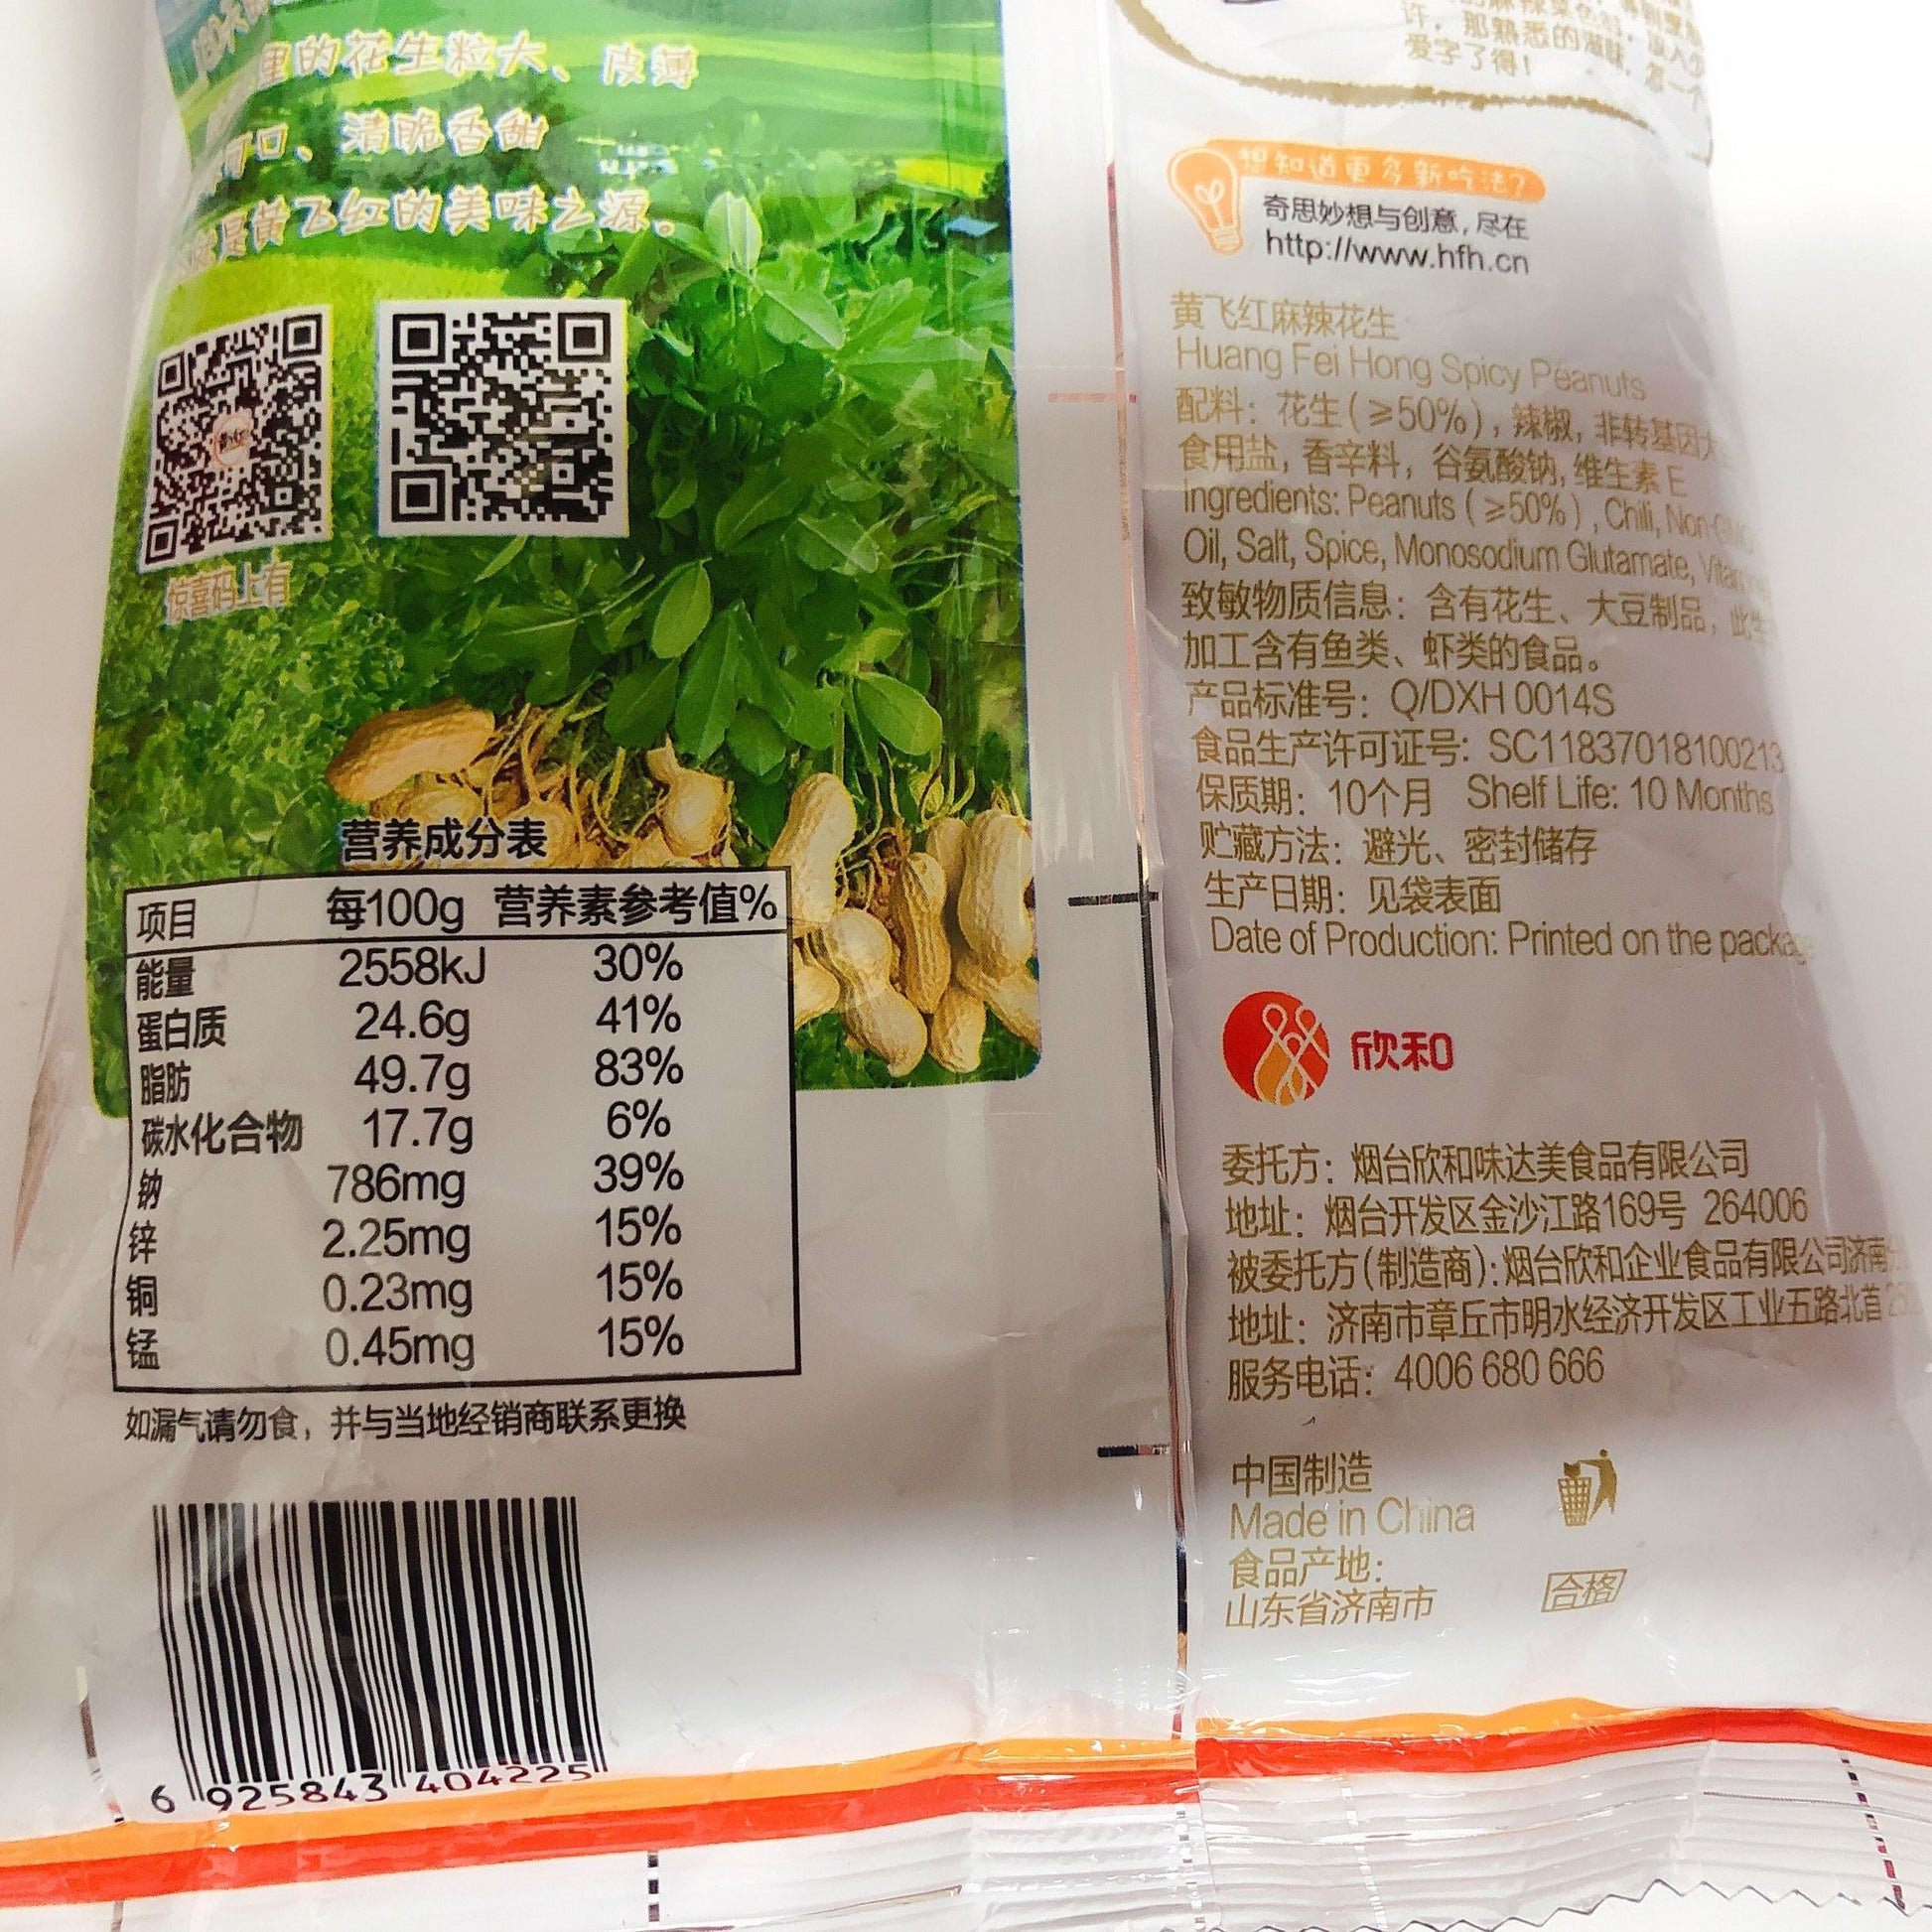 里的花生粒大、皮薄
可口、清脆香甜
是黄飞红的美味之源。
惊喜码上有
营养成分表
项目 每100g 营养素参考值%
能量 2558kJ 30%
蛋白质 24.6g 41%
脂肪 49.7g 83%
碳水化合物 17.7g 6%
钠 786mg 39%
锌 2.25mg 15%
铜 0.23mg 15%
锰 0.45mg 15%
如漏气请勿食，并与当地经销商联系更换
6 925843 404225
许，那熟悉的滋味，怎一个
爱字了得！
想知道更多新吃法？
奇思妙想与创意，尽在
http://www.hfh.cn
黄飞红麻辣花生
Huang Fei Hong Spicy Peanuts
配料：花生（≥50%），辣椒，非转基因大
食用盐，香辛料，谷氨酸钠，维生素E
Ingredients: Peanuts (≥50%), Chili, Non-GMO
Oil, Salt, Spice, Monosodium Glutamate,
致敏物质信息：含有花生、大豆制品，此生
加工含有鱼类、虾类的食品。
产品标准号：Q/DXH 0014S
食品生产许可证号：SC11837018100213
保质期：10个月 Shelf Life: 10 Months
贮藏方法：避光、密封储存
生产日期：见袋表面
Date of Production: Printed on the
欣和
委托方：烟台欣和味达美食品有限公司
地址：烟台开发区金沙江路169号 264006
被委托方（制造商）：烟台欣和企业食品有限公司济南
地址：济南市章丘市明水经济开发区工业五路北首
服务电话：4006 680 666
中国制造
Made in China
食品产地：
山东省济南市
合格